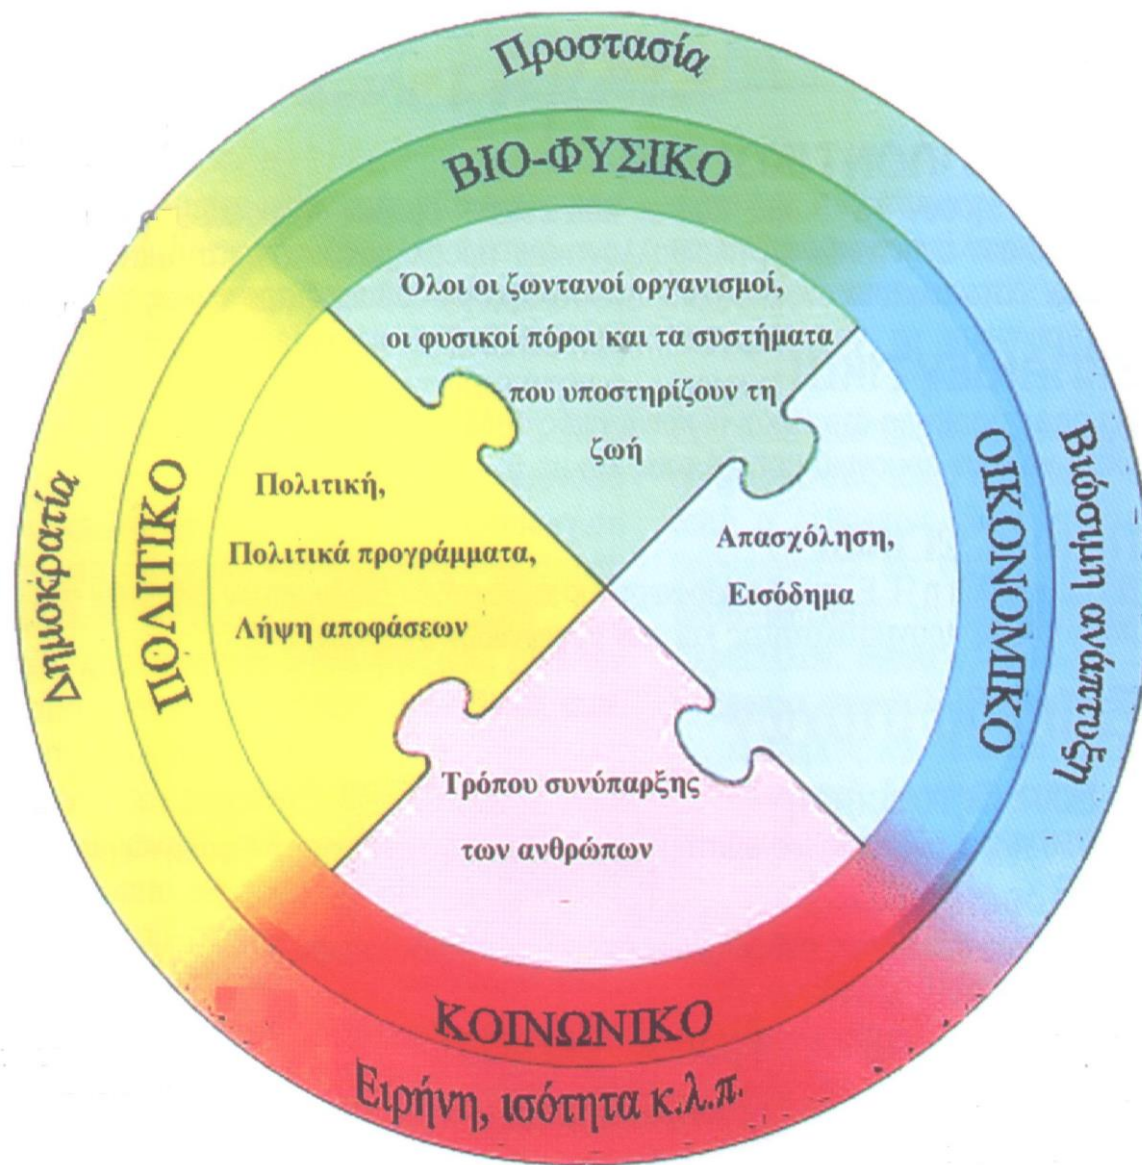 Προστασία
ΒΙΟ-ΦΥΣΙΚΟ
Όλοι οι ζωντανοί οργανισμοί,
οι φυσικοί πόροι και τα συστήματα
που υποστηρίζουν τη
ζωή
Δημοκρατία
ΠΟΛΙΤΙΚΟ
Πολιτική,
Πολιτικά προγράμματα,
Λήψη αποφάσεων
Απασχόληση,
Εισόδημα
ΟΙΚΟΝΟΜΙΚΟ
Βιώσιμη ανάπτυξη
Τρόπου συνύπαρξης
των ανθρώπων
ΚΟΙΝΩΝΙΚΟ
Ειρήνη, ισότητα κ.λ.π.